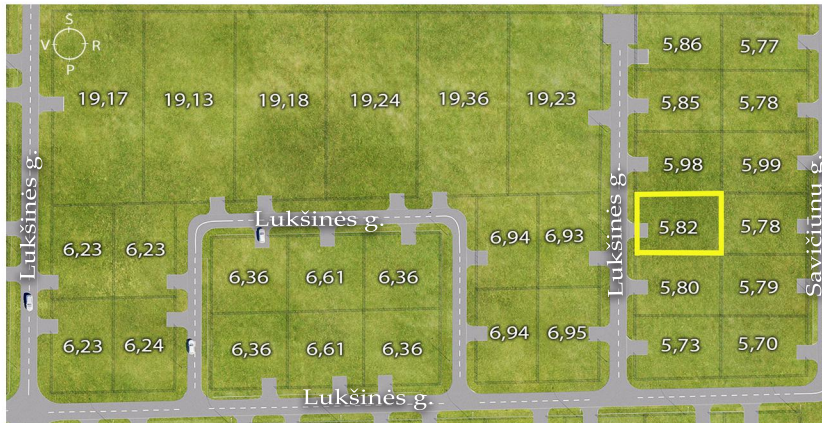 Š
V R
P
5,86 5,77
19,17 19,13 19,18 19,24 19,36 19,23
5,85 5,78
5,98 5,99
Lukšinės g.
Lukšinės g.
Lukšinės g.
Savičiūnų g.
5,82 5,78
6,23 6,23
6,94 6,93
6,36 6,61 6,36
5,80 5,79
6,23 6,24
6,94 6,95
6,36 6,61 6,36
5,73 5,70
Lukšinės g.